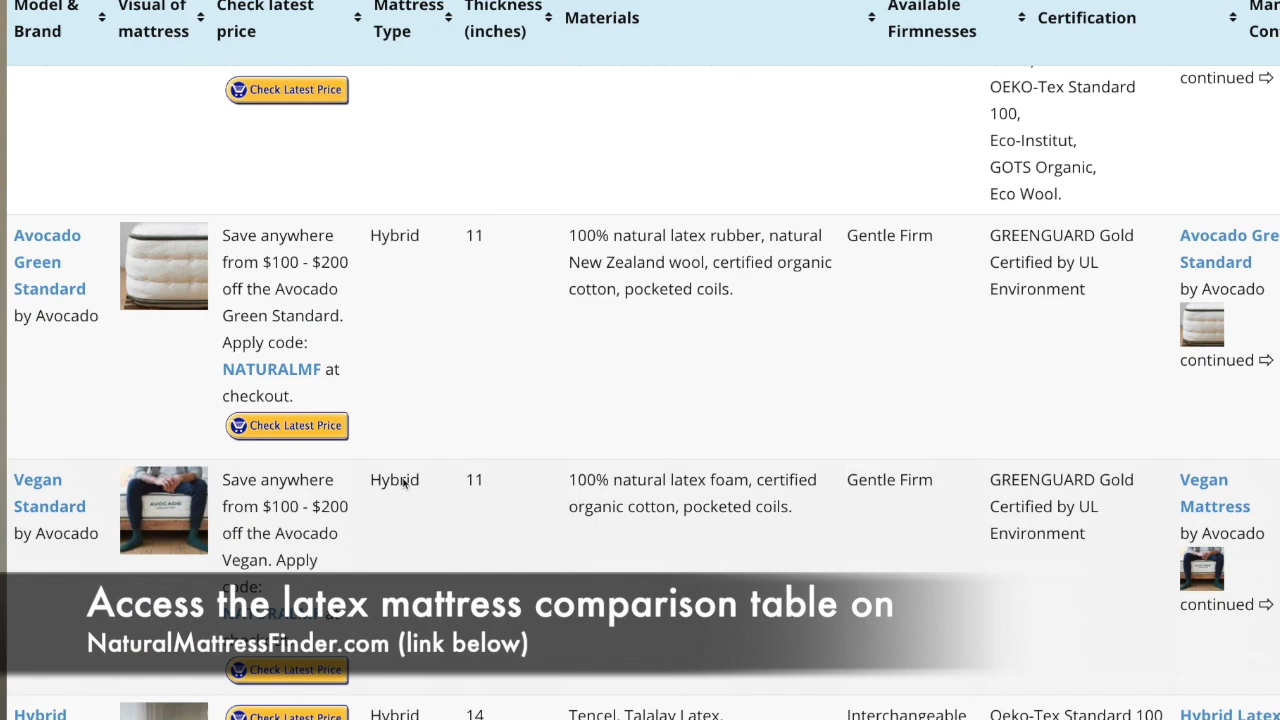 Model & Brand
Visual of mattress
Check latest price
Mattress Type
Thickness (inches)
Materials
Available Firmnesses
Certification
Check Latest Price
OEKO-Tex Standard
100,
Eco-Institut,
GOTS Organic,
Eco Wool.
continued ⇨
Avocado
Green
Standard
by Avocado
Save anywhere
from $100 - $200
off the Avocado
Green Standard.
Apply code:
NATURALMF at
checkout.
Check Latest Price
Hybrid
11
100% natural latex rubber, natural
New Zealand wool, certified organic
cotton, pocketed coils.
Gentle Firm
GREENGUARD Gold
Certified by UL
Environment
Avocado Gre
Standard
by Avocado
continued ⇨
Vegan
Standard
by Avocado
AVOCADO
Save anywhere
from $100 - $200
off the Avocado
Vegan. Apply
code:
Check Latest Price
Hybrid
11
100% natural latex foam, certified
organic cotton, pocketed coils.
Gentle Firm
GREENGUARD Gold
Certified by UL
Environment
Vegan
Mattress
by Avocado
continued ⇨
Access the latex mattress comparison table on
NaturalMattressFinder.com (link below)
Hybrid
Check Latest Price
Hybrid
14
Tencel, Talalay Latex,
Interchangeable
Oeko-Tex Standard 100
Hybrid Latex